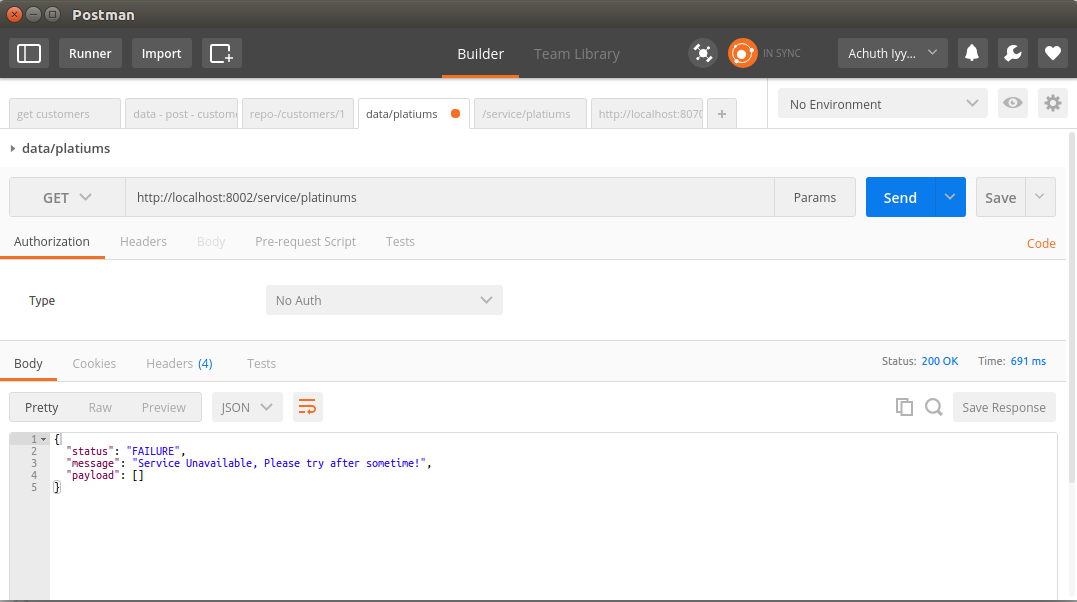 Postman
Runner Import Builder Team Library IN SYNC Achuth Iyy...
get customers data - post - custome repo-/customers/1 data/platiums /service/platiums http://localhost:8070 + No Environment
data/platiums
GET http://localhost:8002/service/platinums Params Send Save
Authorization Headers Body Pre-request Script Tests Code
Type No Auth
Body Cookies Headers (4) Tests Status: 200 OK Time: 691 ms
Pretty Raw Preview JSON Save Response
1 {
2 "status": "FAILURE",
3 "message": "Service Unavailable, Please try after sometime!",
4 "payload": []
5 }